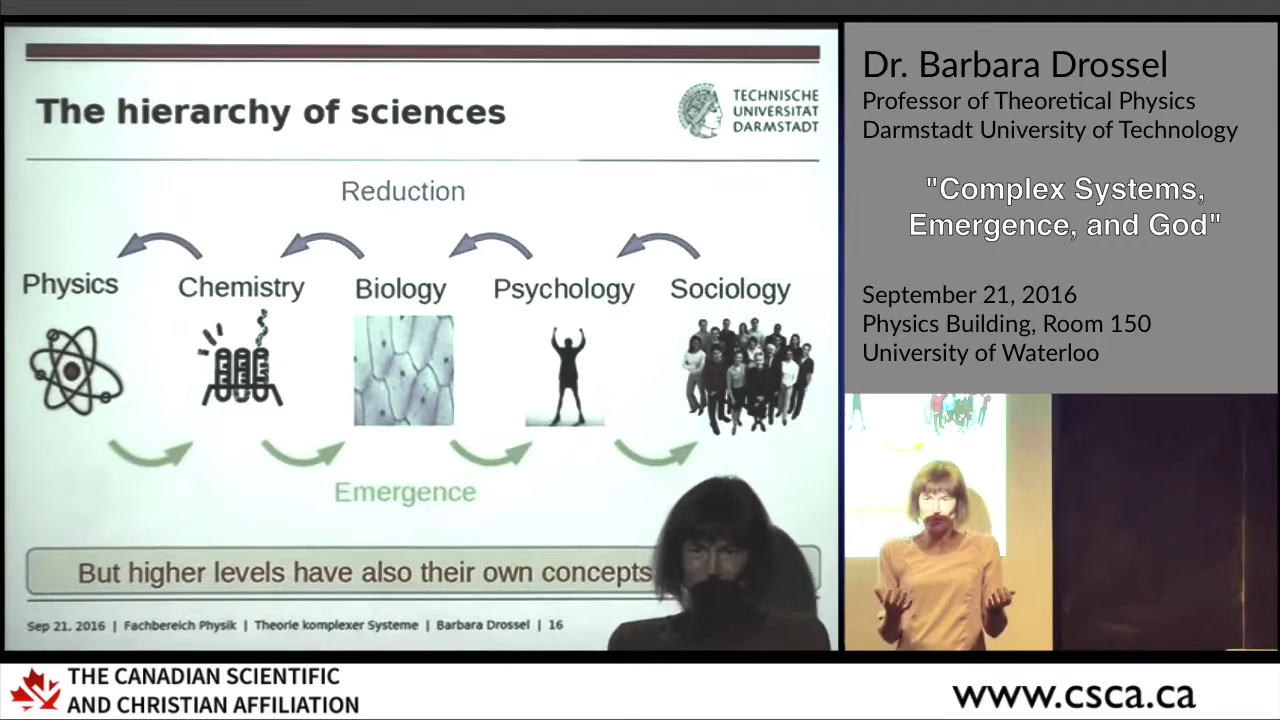 The hierarchy of sciences
TECHNISCHE
UNIVERSITÄT
DARMSTADT
Reduction
Physics
Chemistry
Biology
Psychology
Sociology
Emergence
But higher levels have also their own concepts
Sep 21, 2016 | Fachbereich Physik | Theorie komplexer Systeme | Barbara Drossel | 16
Dr. Barbara Drossel
Professor of Theoretical Physics
Darmstadt University of Technology
"Complex Systems,
Emergence, and God"
September 21, 2016
Physics Building, Room 150
University of Waterloo
THE CANADIAN SCIENTIFIC
AND CHRISTIAN AFFILIATION
www.csca.ca